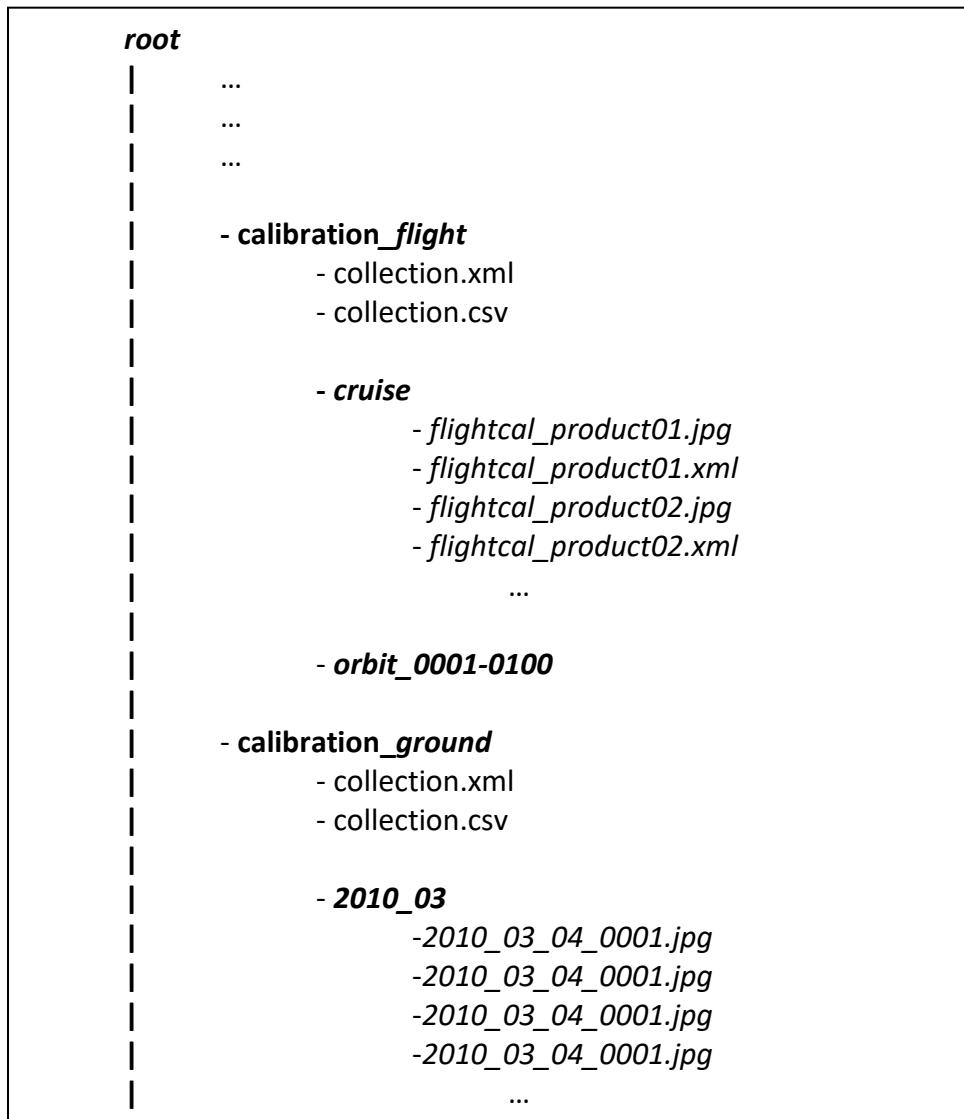 root
| ...
| ...
| ...
|
| - calibration_flight
| - collection.xml
| - collection.csv
|
| - cruise
| - flightcal_product01.jpg
| - flightcal_product01.xml
| - flightcal_product02.jpg
| - flightcal_product02.xml
| ...
|
| - orbit_0001-0100
|
| - calibration_ground
| - collection.xml
| - collection.csv
|
| - 2010_03
| -2010_03_04_0001.jpg
| -2010_03_04_0001.jpg
| -2010_03_04_0001.jpg
| -2010_03_04_0001.jpg
| ...